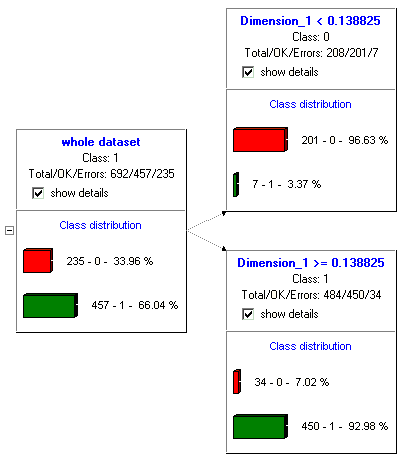 whole dataset
Class: 1
Total/OK/Errors: 692/457/235
show details
Class distribution
235 - 0 - 33.96 %
457 - 1 - 66.04 %
Dimension_1 < 0.138825
Class: 0
Total/OK/Errors: 208/201/7
show details
Class distribution
201 - 0 - 96.63 %
7 - 1 - 3.37 %
Dimension_1 >= 0.138825
Class: 1
Total/OK/Errors: 484/450/34
show details
Class distribution
34 - 0 - 7.02 %
450 - 1 - 92.98 %